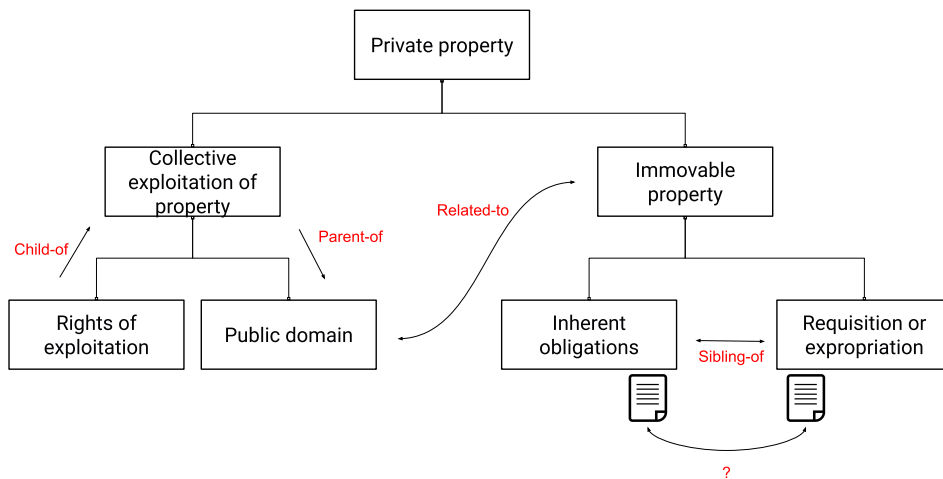 Private property
Collective
exploitation of
property
Immovable
property
Related-to
Child-of
Parent-of
Rights of
exploitation
Public domain
Inherent
obligations
Requisition or
expropriation
Sibling-of
?